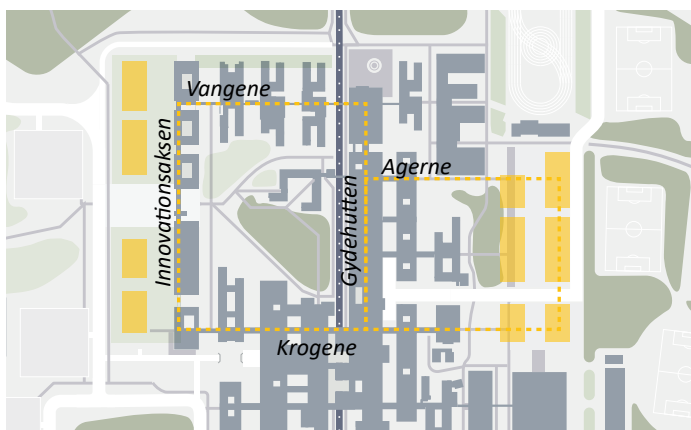 Vangene
Innovationsaksen
Agerne
Gydehutten
Krogene